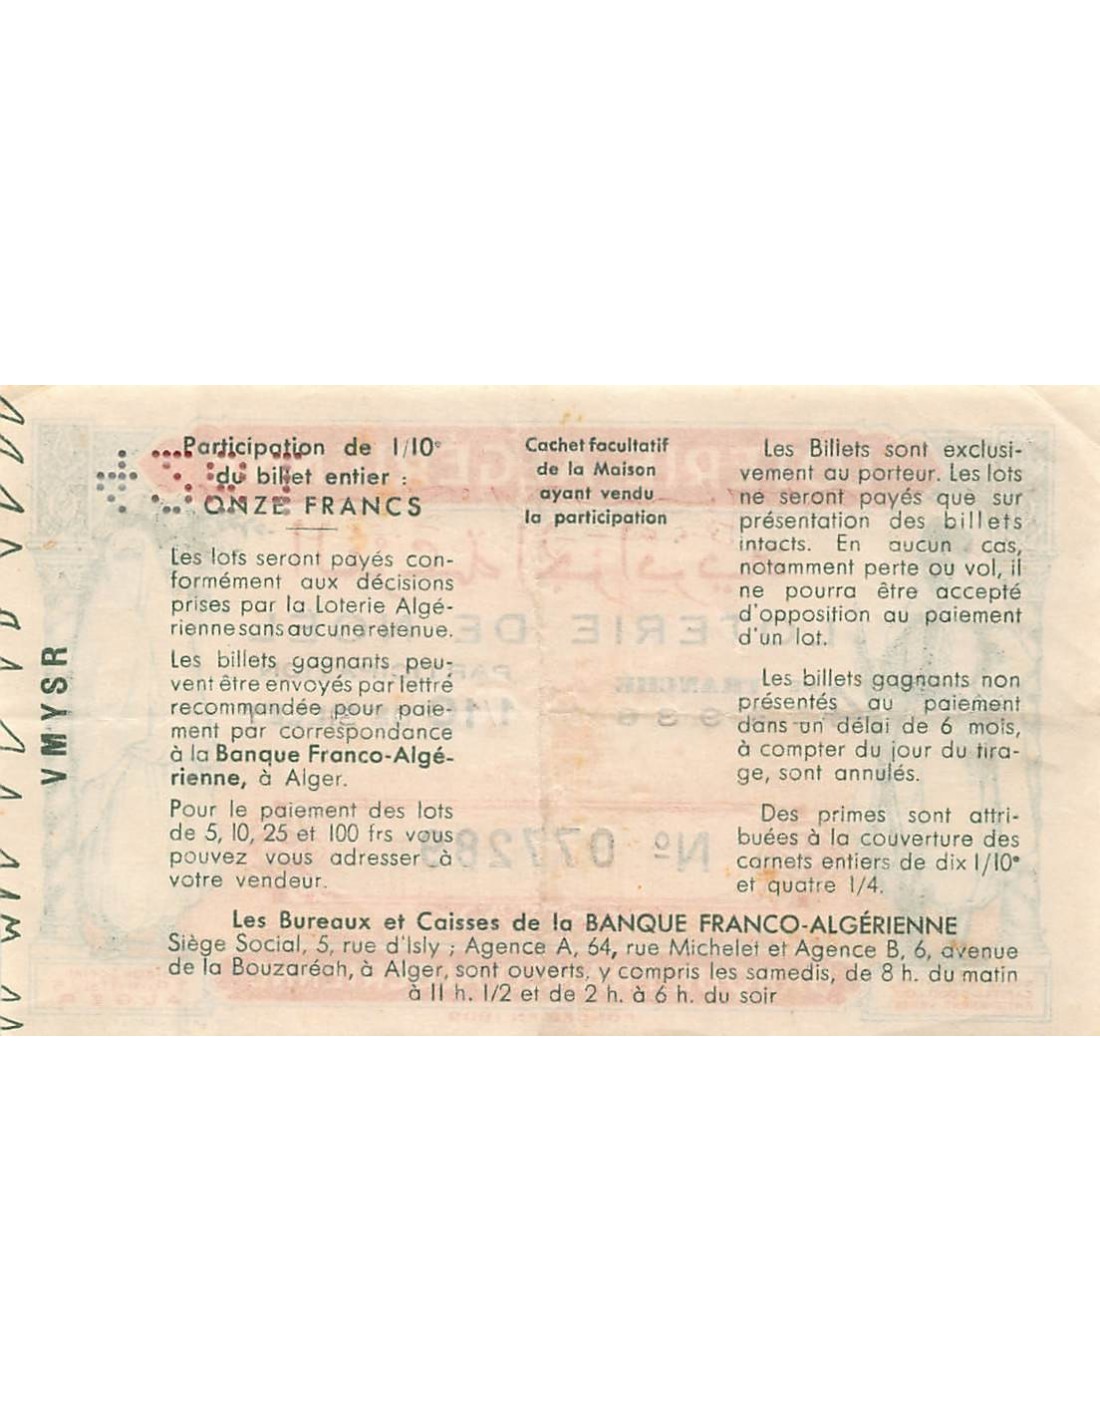 Participation de 1/10e
du billet entier :
ONZE FRANCS
Les lots seront payés con-
formément aux décisions
prises par la Loterie Algé-
rienne sans aucune retenue.
Les billets gagnants peu-
vent être envoyés par lettre
recommandée pour paie-
ment par correspondance
à la Banque Franco-Algé-
rienne, à Alger.
Pour le paiement des lots
de 5, 10, 25 et 100 frs vous
pouvez vous adresser à
votre vendeur.
Cachet facultatif
de la Maison
ayant vendu
la participation
Les Billets sont exclusi-
vement au porteur. Les lots
ne seront payés que sur
présentation des billets
intacts. En aucun cas,
notamment perte ou vol, il
ne pourra être accepté
d'opposition au paiement
d'un lot.
Les billets gagnants non
présentés au paiement
dans un délai de 6 mois,
à compter du jour du tira-
ge, sont annulés.
Des primes sont attri-
buées à la couverture des
carnets entiers de dix 1/10e
et quatre 1/4.
Les Bureaux et Caisses de la BANQUE FRANCO-ALGÉRIENNE
Siège Social, 5, rue d'Isly ; Agence A, 64, rue Michelet et Agence B, 6, avenue
de la Bouzaréah, à Alger, sont ouverts, y compris les samedis, de 8 h. du matin
à 11 h. 1/2 et de 2 h. à 6 h. du soir
VMYSR